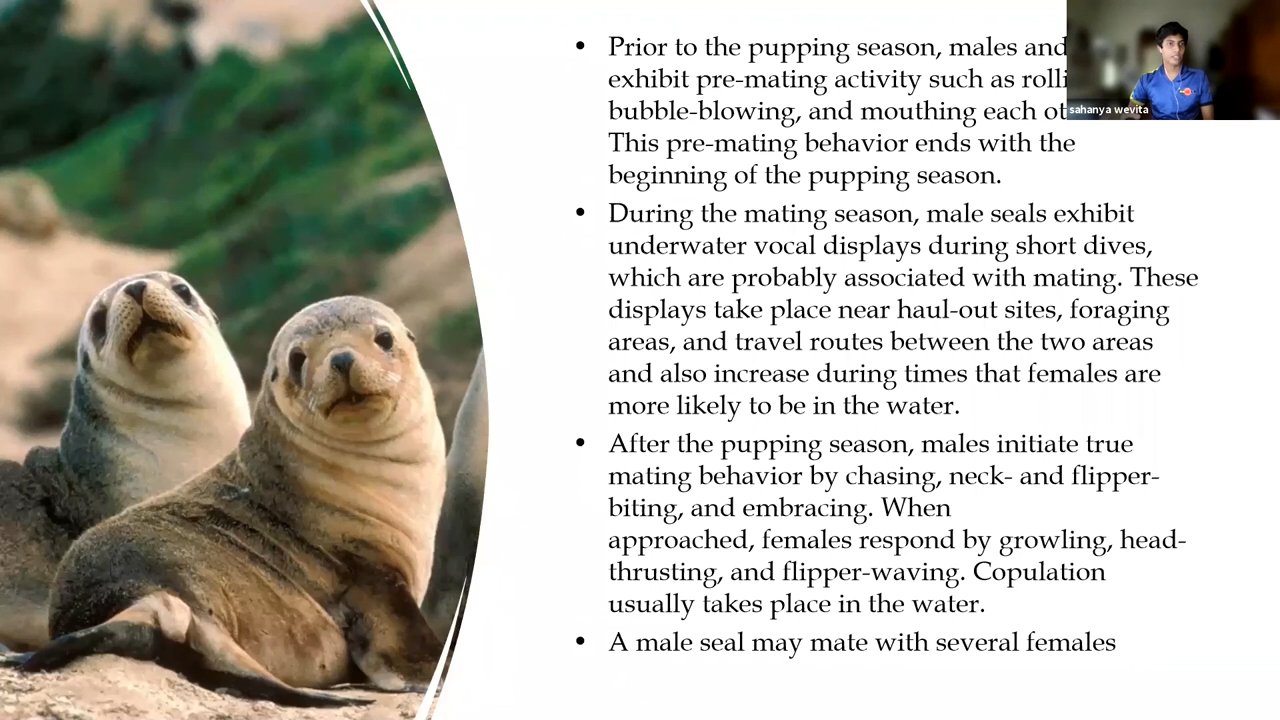 • Prior to the pupping season, males and
exhibit pre-mating activity such as rolli
bubble-blowing, and mouthing each ot
This pre-mating behavior ends with the
beginning of the pupping season.
• During the mating season, male seals exhibit
underwater vocal displays during short dives,
which are probably associated with mating. These
displays take place near haul-out sites, foraging
areas, and travel routes between the two areas
and also increase during times that females are
more likely to be in the water.
• After the pupping season, males initiate true
mating behavior by chasing, neck- and flipper-
biting, and embracing. When
approached, females respond by growling, head-
thrusting, and flipper-waving. Copulation
usually takes place in the water.
• A male seal may mate with several females
sahanya wevita